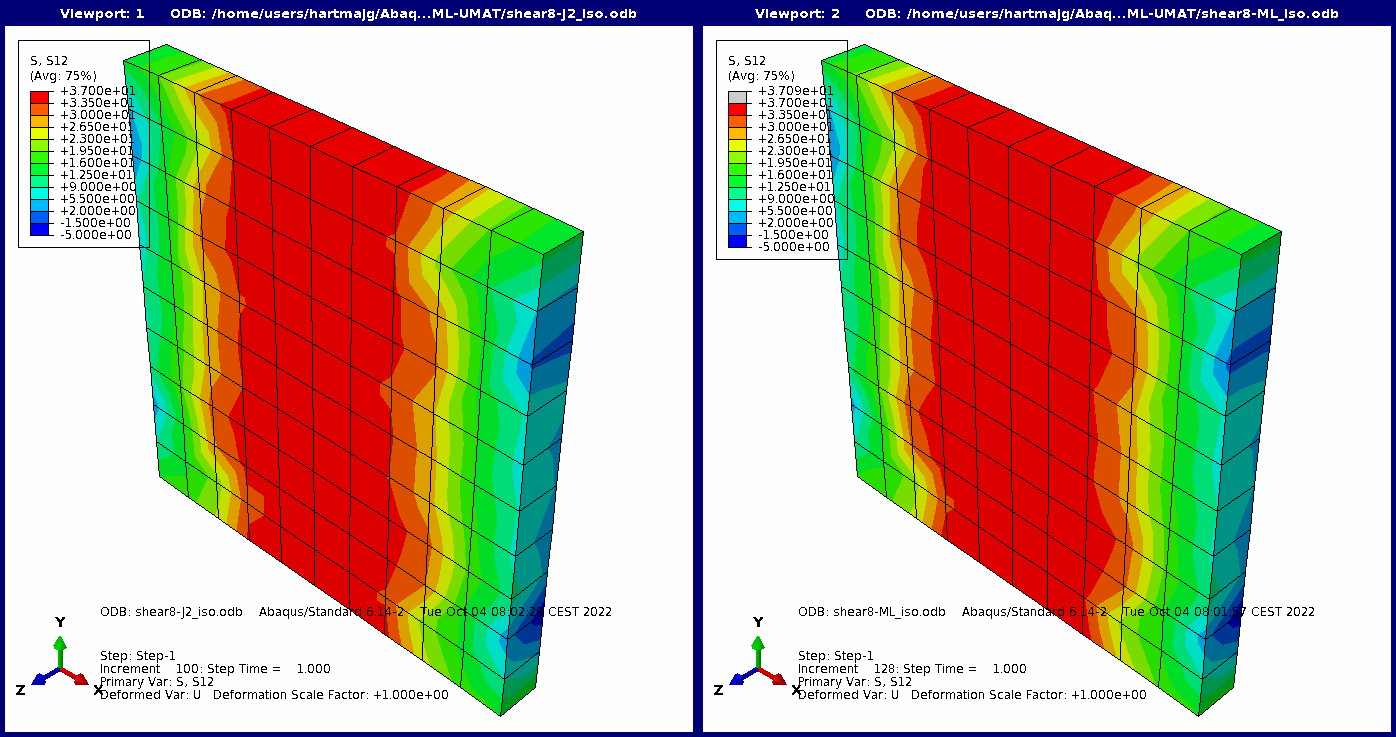 Viewport: 1 ODB: /home/users/hartmajg/Abaq...ML-UMAT/shear8-J2_iso.odb
S, S12
(Avg: 75%)
+3.700e+01
+3.350e+01
+3.000e+01
+2.650e+01
+2.300e+01
+1.950e+01
+1.600e+01
+1.250e+01
+9.000e+00
+5.500e+00
+2.000e+00
-1.500e+00
-5.000e+00
ODB: shear8-J2_iso.odb Abaqus/Standard 6.14-2 Tue Oct 04 CEST 2022
Y
Z
X
Step: Step-1
Increment 100: Step Time = 1.000
Primary Var: S, S12
Deformed Var: U Deformation Scale Factor: +1.000e+00
Viewport: 2 ODB: /home/users/hartmajg/Abaq...ML-UMAT/shear8-ML_iso.odb
S, S12
(Avg: 75%)
+3.709e+01
+3.700e+01
+3.350e+01
+3.000e+01
+2.650e+01
+2.300e+01
+1.950e+01
+1.600e+01
+1.250e+01
+9.000e+00
+5.500e+00
+2.000e+00
-1.500e+00
-5.000e+00
ODB: shear8-ML_iso.odb Abaqus/Standard 6.14-2 Tue Oct 04 CEST 2022
Y
Z
X
Step: Step-1
Increment 128: Step Time = 1.000
Primary Var: S, S12
Deformed Var: U Deformation Scale Factor: +1.000e+00